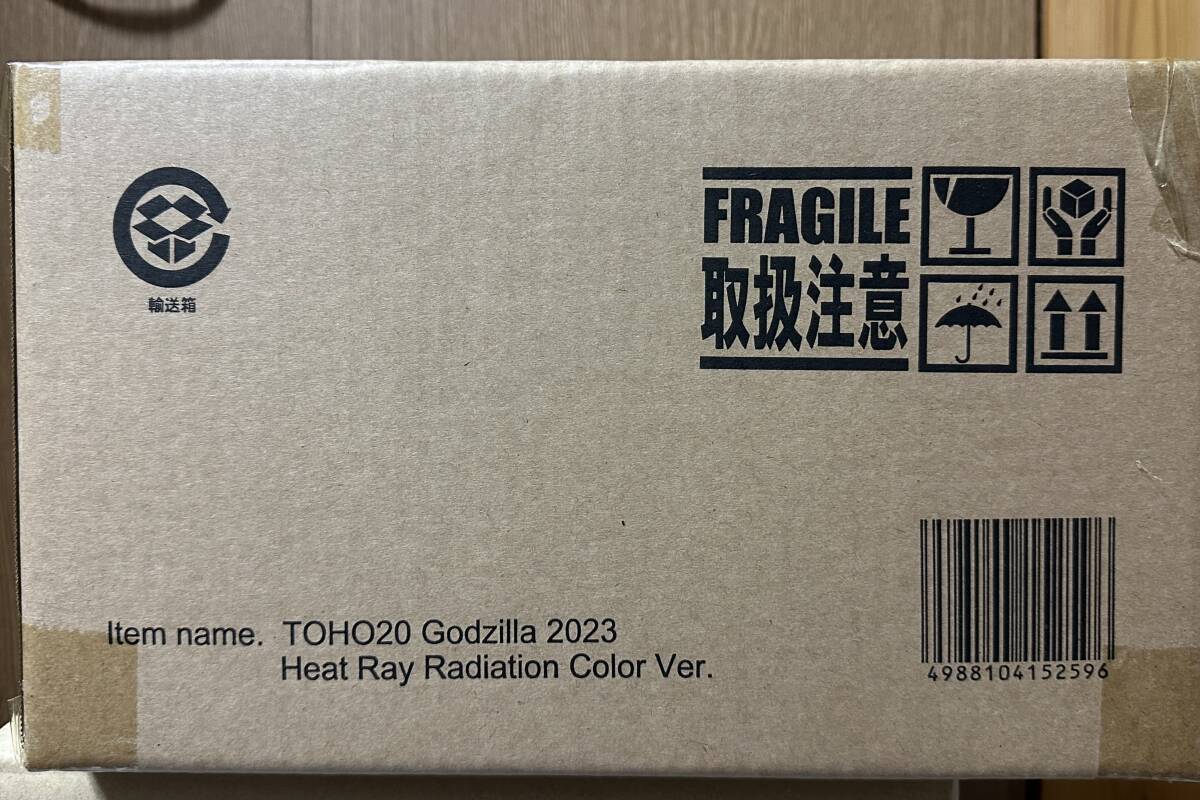 輸送箱
FRAGILE
取扱注意
Item name. TOHO20 Godzilla 2023
Heat Ray Radiation Color Ver.
4988104152596